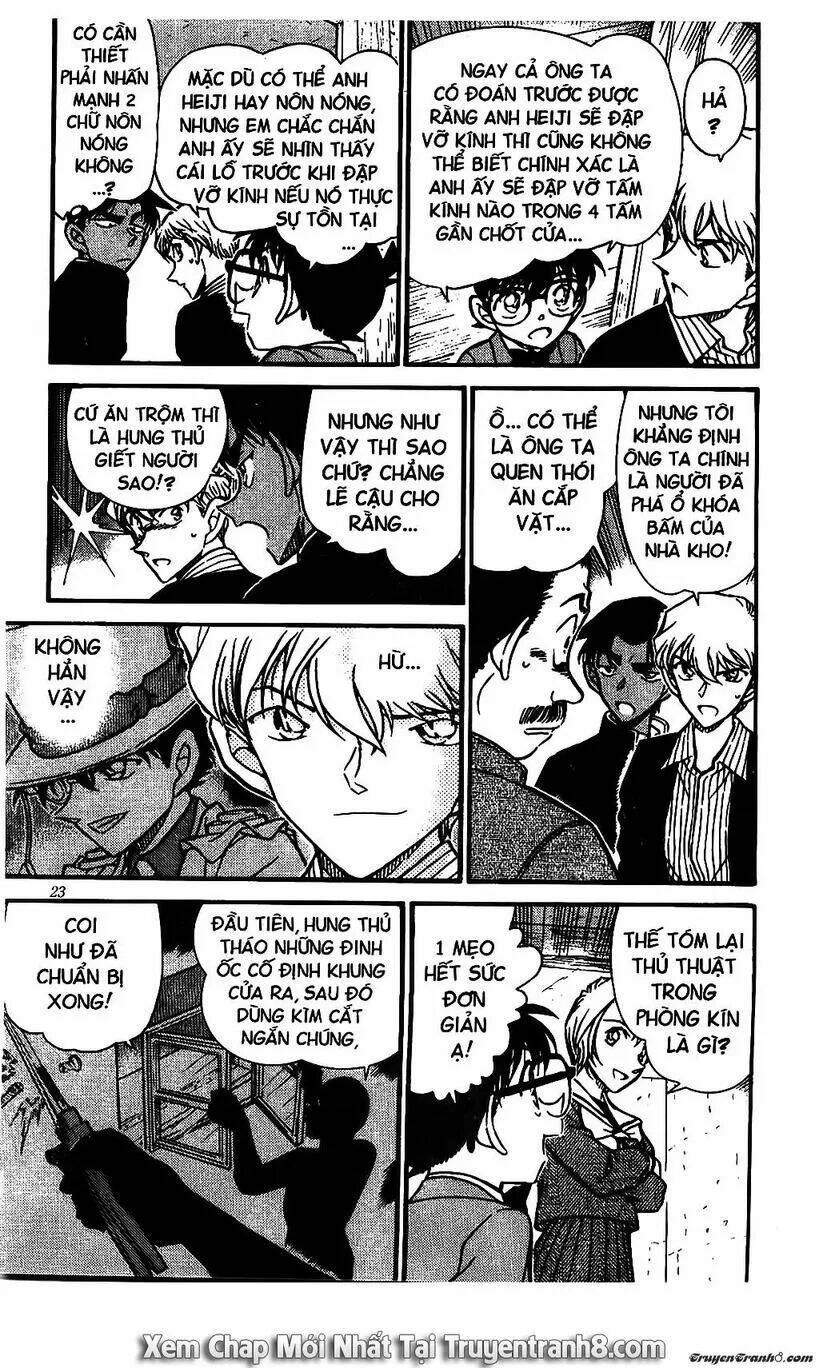 HẢ
?
NGAY CẢ ÔNG TA
CÓ ĐOÁN TRƯỚC ĐƯỢC
RẰNG ANH HEIJI SẼ ĐẬP
VỠ KÍNH THÌ CŨNG KHÔNG
THỂ BIẾT CHÍNH XÁC LÀ
ANH ẤY SẼ ĐẬP VỠ TẤM
KÍNH NÀO TRONG 4 TẤM
GẦN CHỐT CỬA...
MẶC DÙ CÓ THỂ ANH
HEIJI HAY NÔN NÓNG,
NHƯNG EM CHẮC CHẮN
ANH ẤY SẼ NHÌN THẤY
CÁI LỖ TRƯỚC KHI ĐẬP
VỠ KÍNH NẾU NÓ THỰC
SỰ TỒN TẠI
...
CÓ CẦN
THIẾT
PHẢI NHẤN
MẠNH 2
CHỮ NÔN
NÓNG
KHÔNG
...?
NHƯNG TÔI
KHẲNG ĐỊNH
ÔNG TA CHÍNH
LÀ NGƯỜI ĐÃ
PHÁ Ổ KHÓA
BẤM CỦA
NHÀ KHO!
Ồ... CÓ THỂ
LÀ ÔNG TA
QUEN THÓI
ĂN CẮP
VẶT...
NHƯNG NHƯ
VẬY THÌ SAO
CHỨ? CHẲNG
LẼ CẬU CHO
RẰNG...
CỨ ĂN TRỘM THÌ
LÀ HUNG THỦ
GIẾT NGƯỜI
SAO!?
HỪ...
KHÔNG
HẲN
VẬY
...
23
THẾ TÓM LẠI
THỦ THUẬT
TRONG
PHÒNG KÍN
LÀ GÌ?
1 MẸO
HẾT SỨC
ĐƠN
GIẢN
Ạ!
ĐẦU TIÊN, HUNG THỦ
THÁO NHỮNG ĐINH
ỐC CỐ ĐỊNH KHUNG
CỬA RA, SAU ĐÓ
DÙNG KÌM CẮT
NGẮN CHÚNG,
COI
NHƯ ĐÃ
CHUẨN BỊ
XONG!
Xem Chap Mới Nhất Tại Truyentranh8.com
TruyenTranh8.com